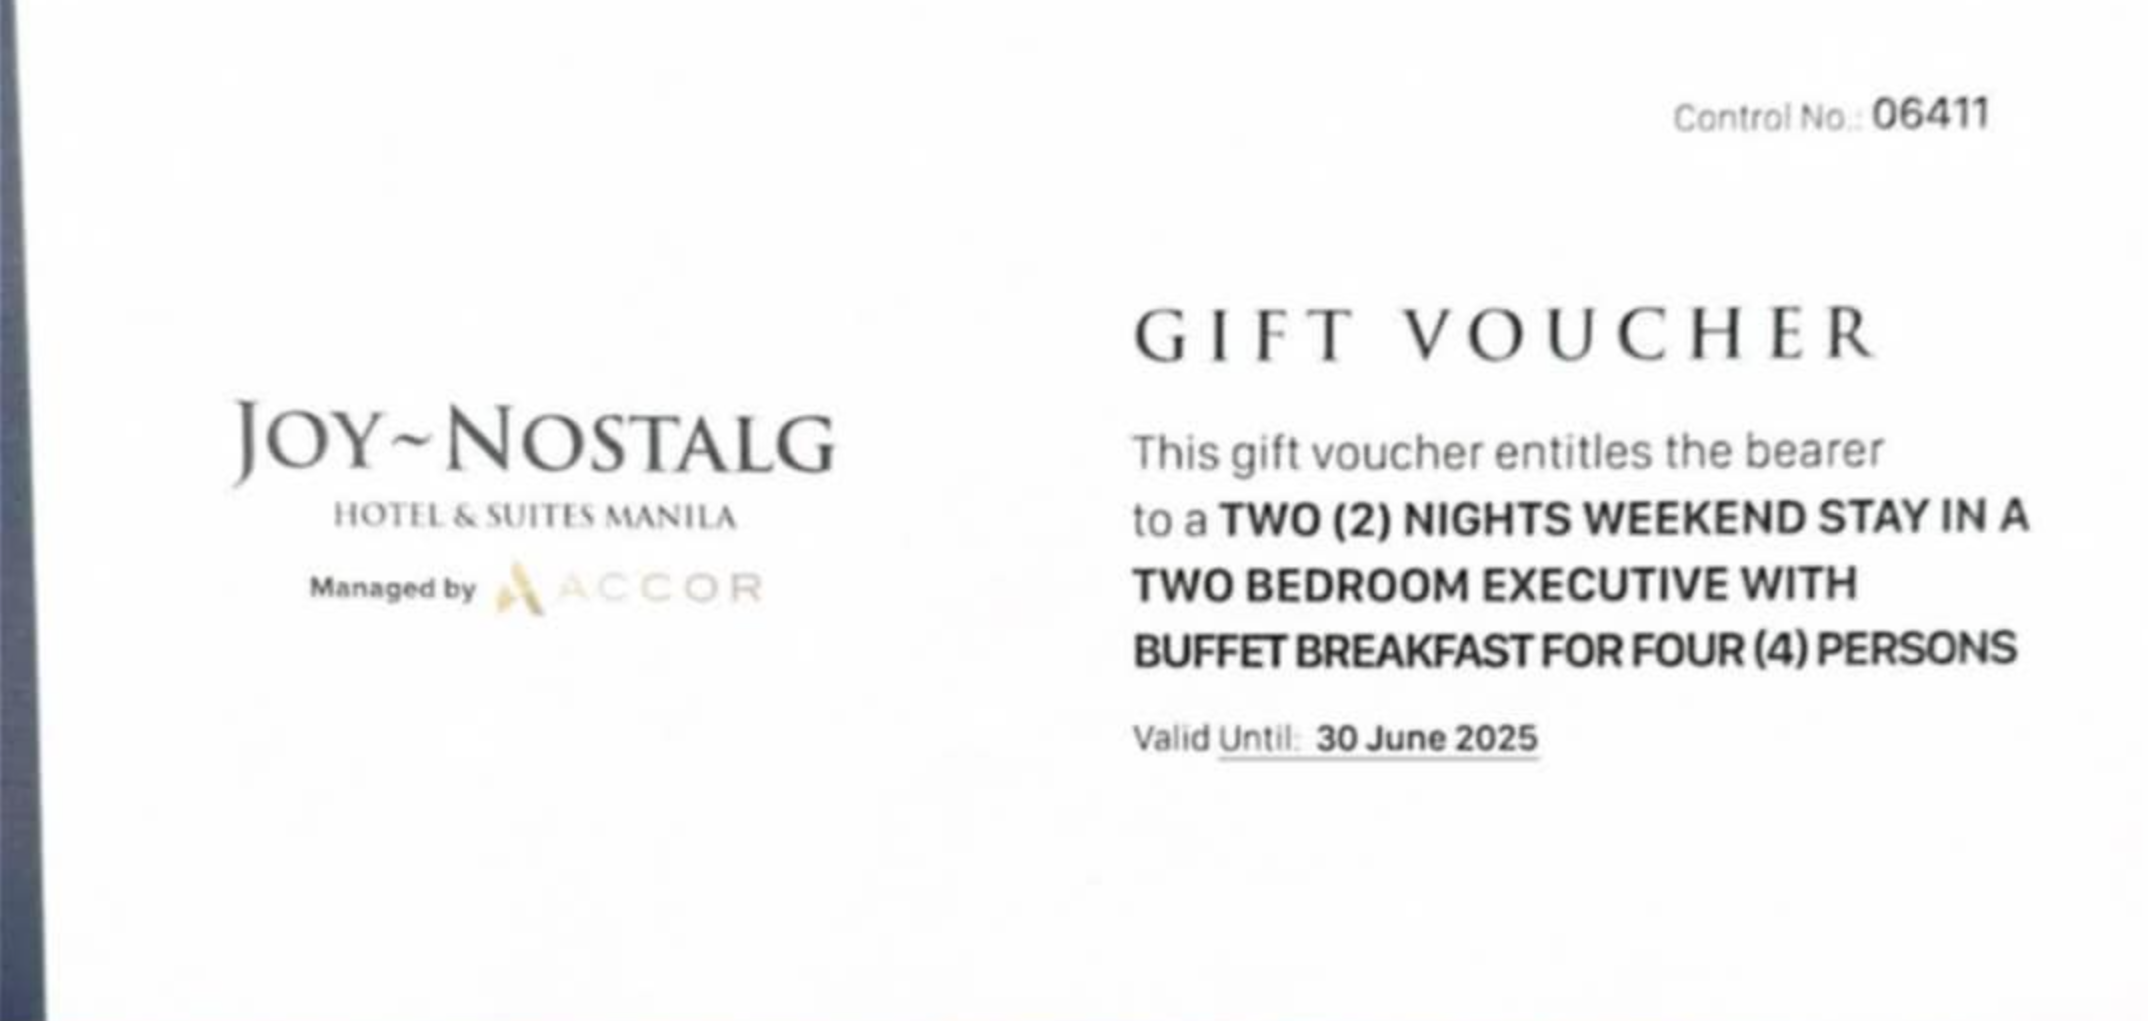 Control No.: 06411
JOY~NOSTALG
HOTEL & SUITES MANILA
Managed by ACCOR
GIFT VOUCHER
This gift voucher entitles the bearer
to a TWO (2) NIGHTS WEEKEND STAY IN A
TWO BEDROOM EXECUTIVE WITH
BUFFET BREAKFAST FOR FOUR (4) PERSONS
Valid Until: 30 June 2025